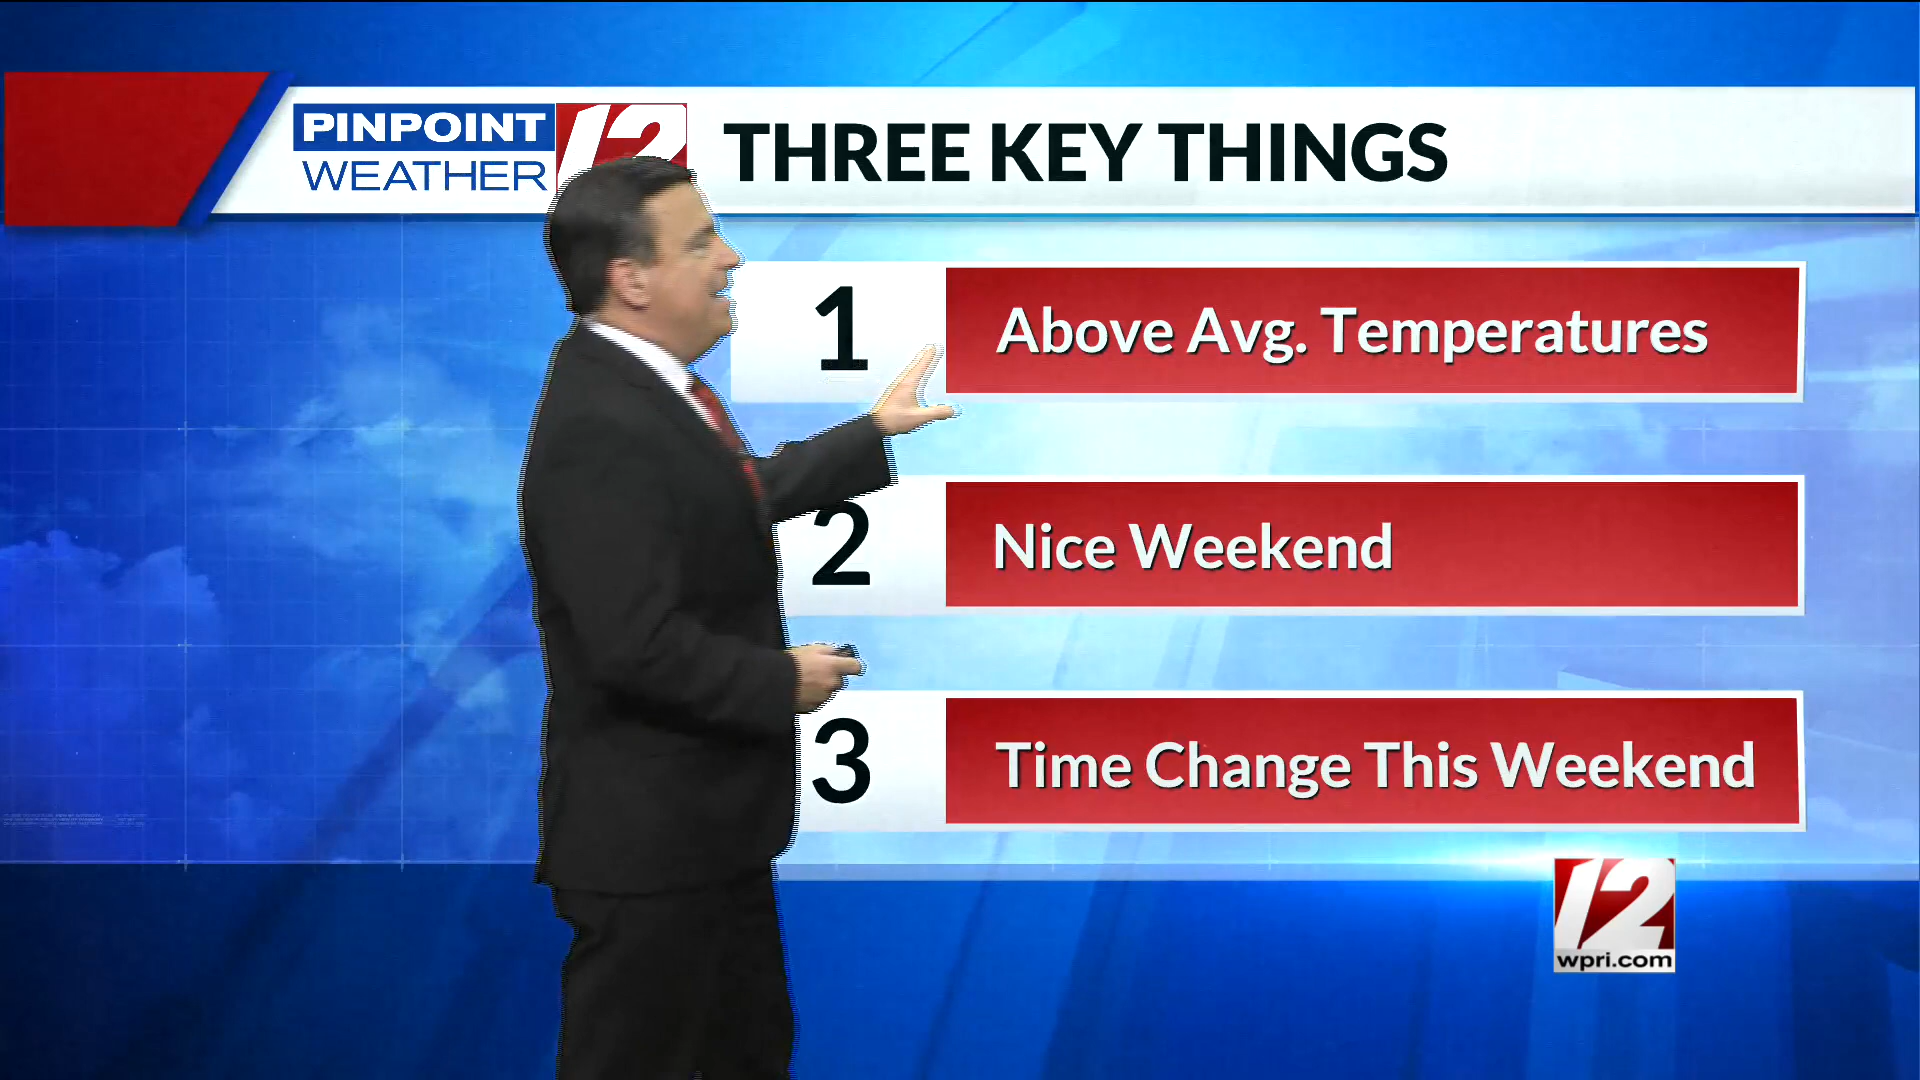 PINPOINT
WEATHER
12
THREE KEY THINGS
1
Above Avg. Temperatures
2
Nice Weekend
3
Time Change This Weekend
12
wpri.com